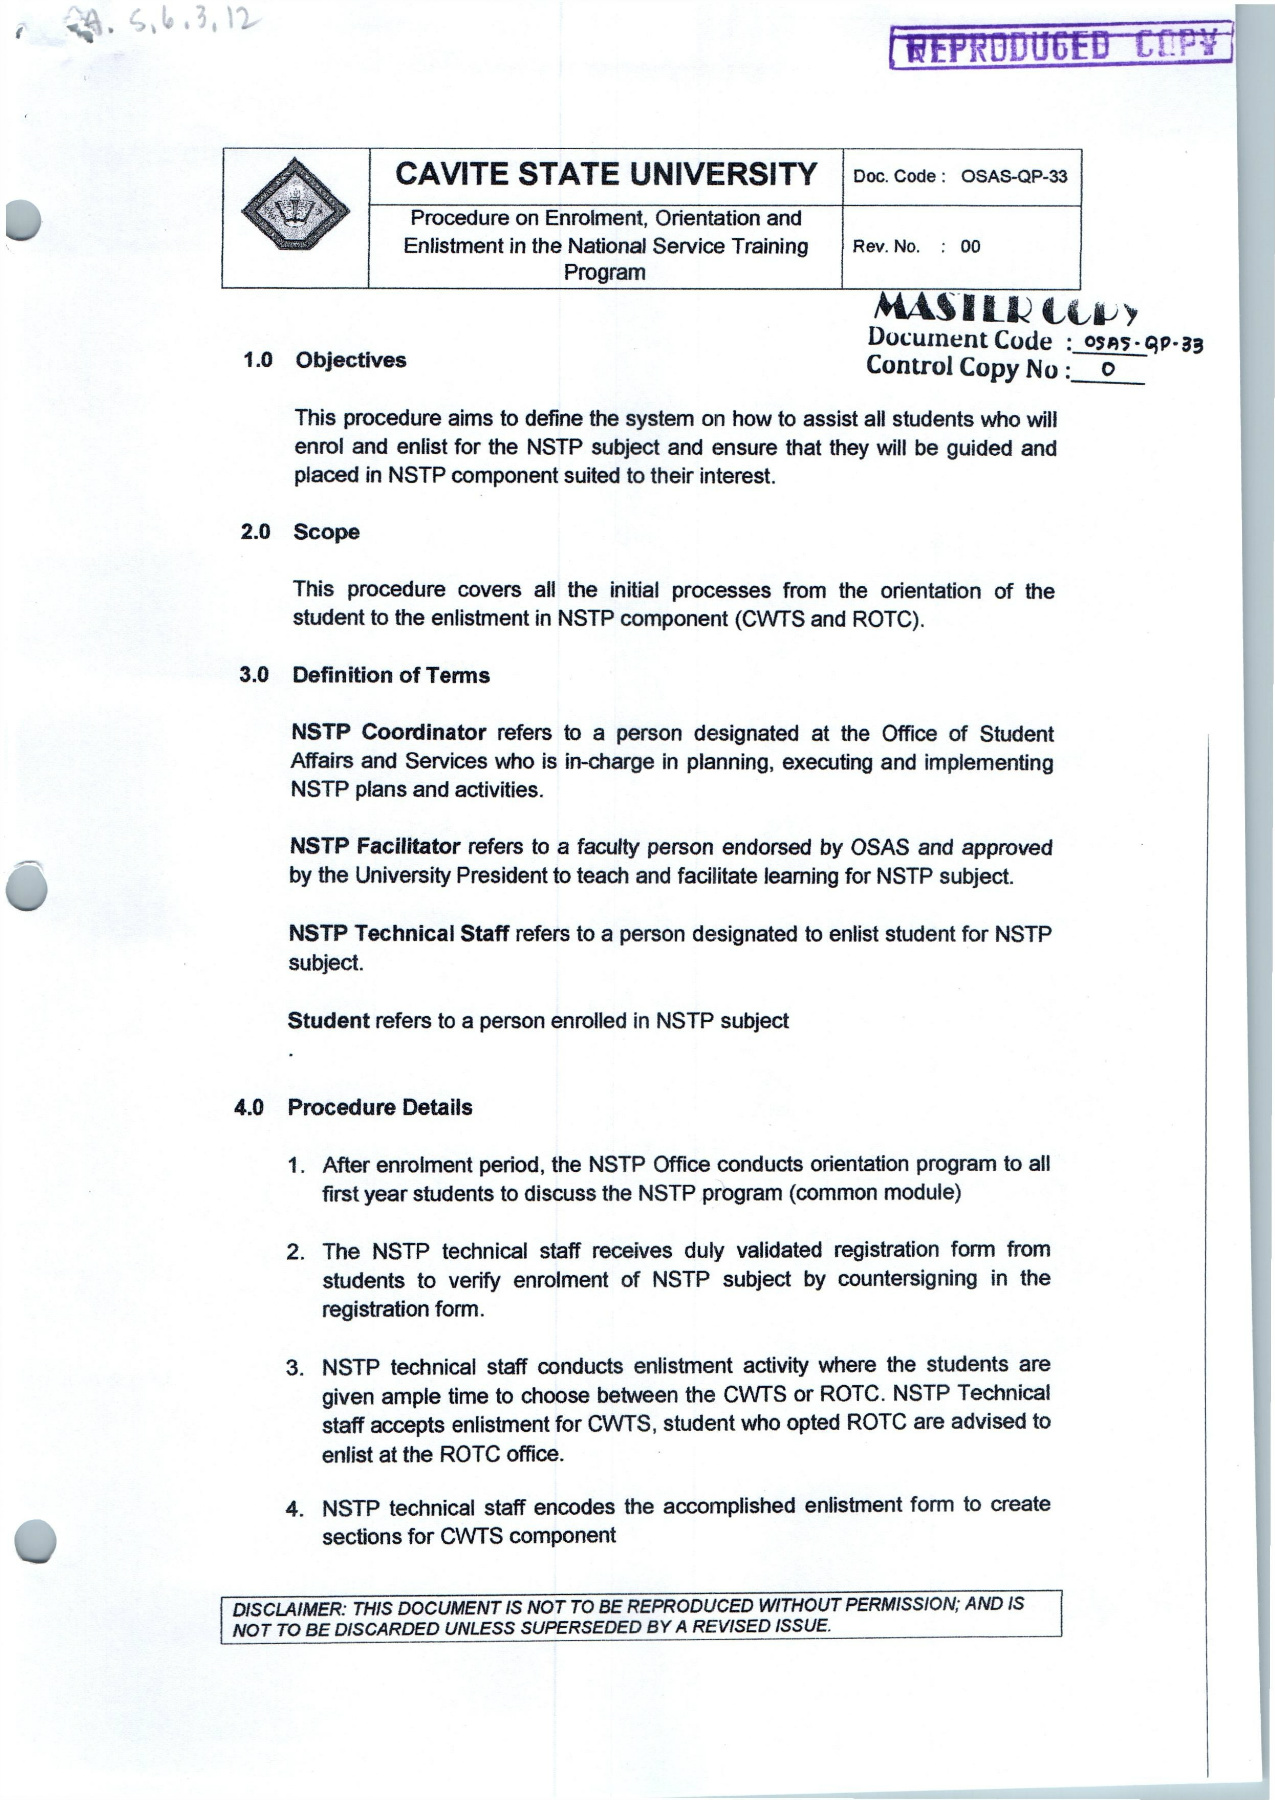 S.6.3.12
REPRODUCED COPY
CAVITE STATE UNIVERSITY
Doc. Code : OSAS-QP-33
Procedure on Enrolment, Orientation and
Enlistment in the National Service Training
Program
Rev. No. : 00
MASTER COPY
Document Code : OSAS-QP-33
Control Copy No : 0
1.0 Objectives
This procedure aims to define the system on how to assist all students who will
enrol and enlist for the NSTP subject and ensure that they will be guided and
placed in NSTP component suited to their interest.
2.0 Scope
This procedure covers all the initial processes from the orientation of the
student to the enlistment in NSTP component (CWTS and ROTC).
3.0 Definition of Terms
NSTP Coordinator refers to a person designated at the Office of Student
Affairs and Services who is in-charge in planning, executing and implementing
NSTP plans and activities.
NSTP Facilitator refers to a faculty person endorsed by OSAS and approved
by the University President to teach and facilitate learning for NSTP subject.
NSTP Technical Staff refers to a person designated to enlist student for NSTP
subject.
Student refers to a person enrolled in NSTP subject
.
4.0 Procedure Details
1. After enrolment period, the NSTP Office conducts orientation program to all
first year students to discuss the NSTP program (common module)
2. The NSTP technical staff receives duly validated registration form from
students to verify enrolment of NSTP subject by countersigning in the
registration form.
3. NSTP technical staff conducts enlistment activity where the students are
given ample time to choose between the CWTS or ROTC. NSTP Technical
staff accepts enlistment for CWTS, student who opted ROTC are advised to
enlist at the ROTC office.
4. NSTP technical staff encodes the accomplished enlistment form to create
sections for CWTS component
DISCLAIMER: THIS DOCUMENT IS NOT TO BE REPRODUCED WITHOUT PERMISSION; AND IS
NOT TO BE DISCARDED UNLESS SUPERSEDED BY A REVISED ISSUE.